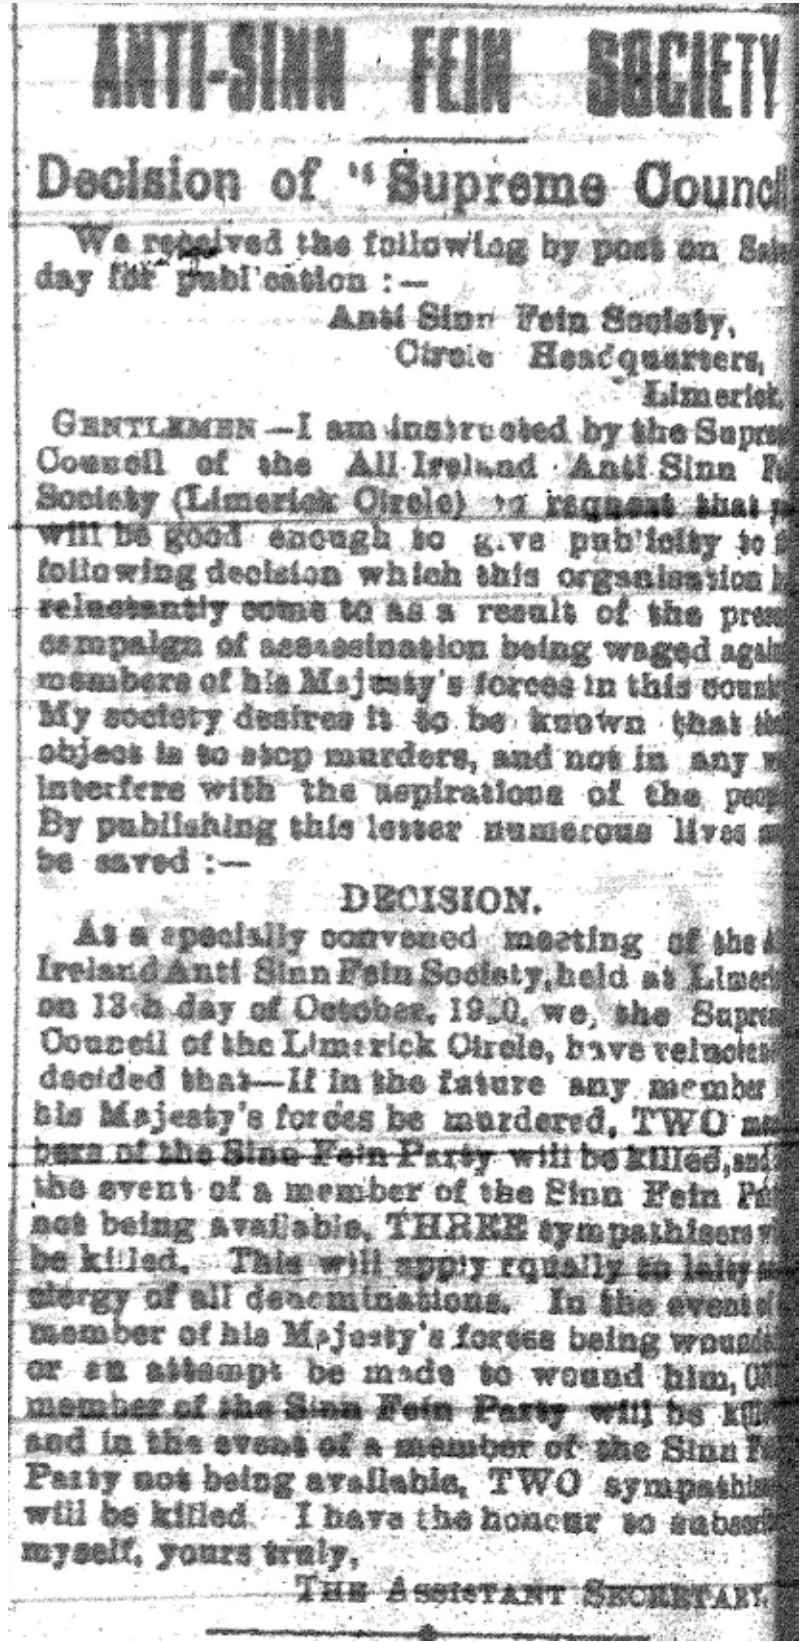 ANTI-SINN FEIN SOCIETY
Decision of "Supreme Council
We received the following by post on
day for publication :—
Anti Sinn Fein Society,
Circle Headquarters,
Limerick,
GENTLEMEN—I am instructed by the
Council of the All-Ireland Anti Sinn
Society (Limerick Circle) to request that
will be good enough to give publicity to
following decision which this organisation
reluctantly come to as a result of the
campaign of assassination being waged
members of his Majesty's forces in this
My society desires it to be known that
object is to stop murders, and not in any
interfere with the aspirations of the
By publishing this letter numerous lives
be saved :—
DECISION.
At a specially convened meeting of the
Ireland Anti Sinn Fein Society, held at
on 13th day of October, 1920, we, the
Council of the Limerick Circle, have
decided that—If in the future any member
his Majesty's forces be murdered, TWO
bers of the Sinn Fein Party will be killed, and
the event of a member of the Sinn Fein
not being available, THREE sympathisers
be killed. This will apply equally to laity
clergy of all denominations. In the event
member of his Majesty's forces being
or an attempt be made to wound him,
member of the Sinn Fein Party will be
and in the event of a member of the Sinn
Party not being available, TWO
will be killed. I have the honour to
myself, yours truly,
THE ASSISTANT SECRETARY.